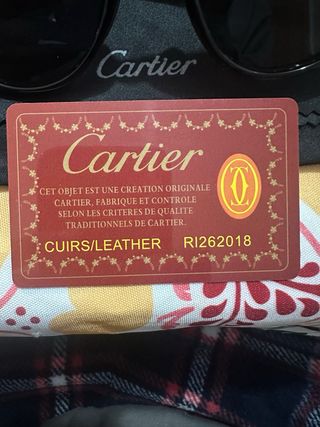 Cartier
Cartier
CET OBJET EST UNE CREATION ORIGINALE
CARTIER, FABRIQUE ET CONTROLE
SELON LES CRITERES DE QUALITE
TRADITIONNELS DE CARTIER.
CUIRS/LEATHER RI262018